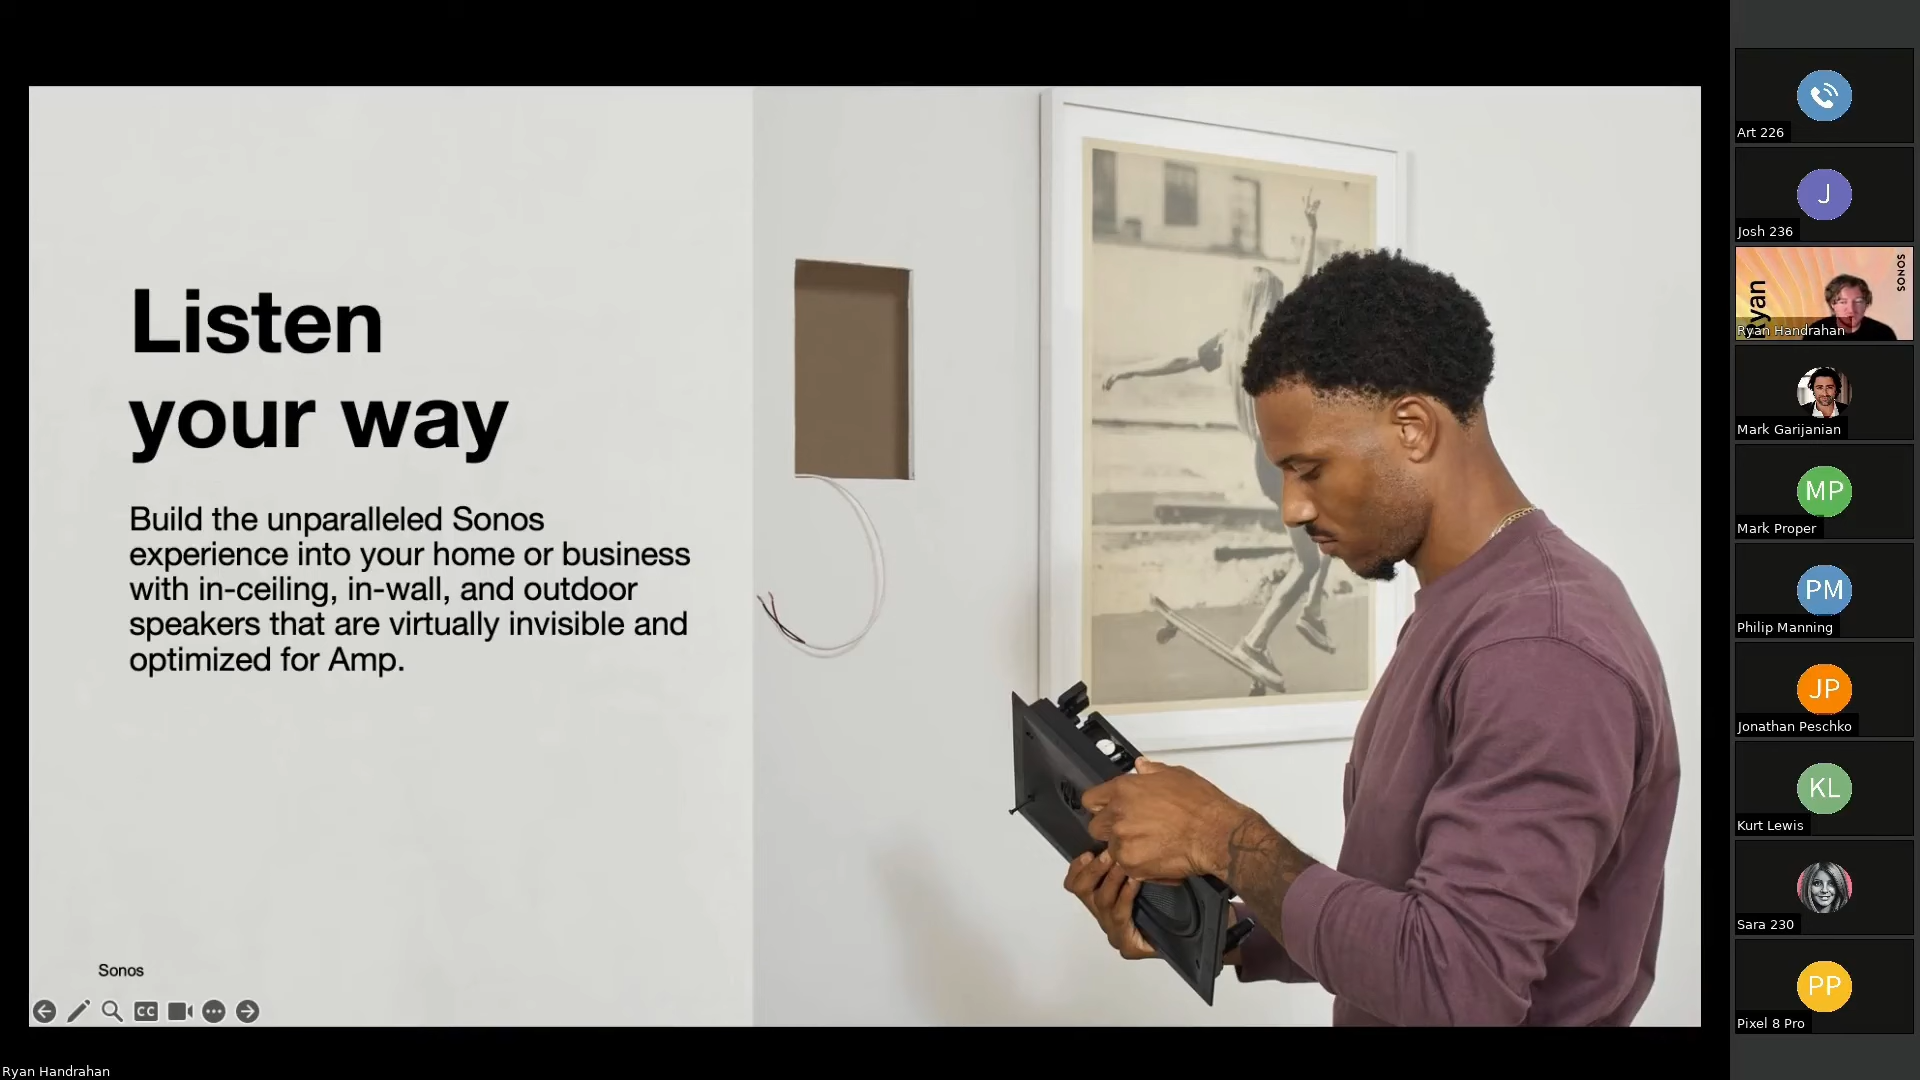 Listen
your way
Build the unparalleled Sonos
experience into your home or business
with in-ceiling, in-wall, and outdoor
speakers that are virtually invisible and
optimized for Amp.
Sonos
CC
Ryan Handrahan
Art 226
J
Josh 236
Ryan
SONOS
Ryan Handrahan
Mark Garijanian
MP
Mark Proper
PM
Philip Manning
JP
Jonathan Peschko
KL
Kurt Lewis
Sara 230
PP
Pixel 8 Pro